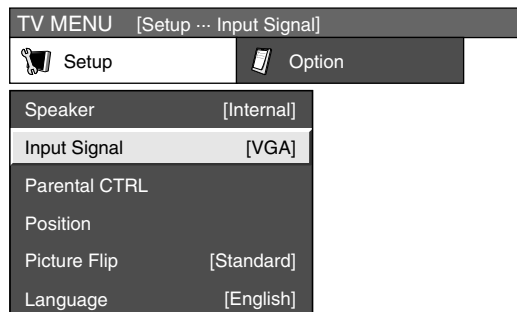 TV MENU [Setup ··· Input Signal]
Setup Option
Speaker [Internal]
Input Signal [VGA]
Parental CTRL
Position
Picture Flip [Standard]
Language [English]